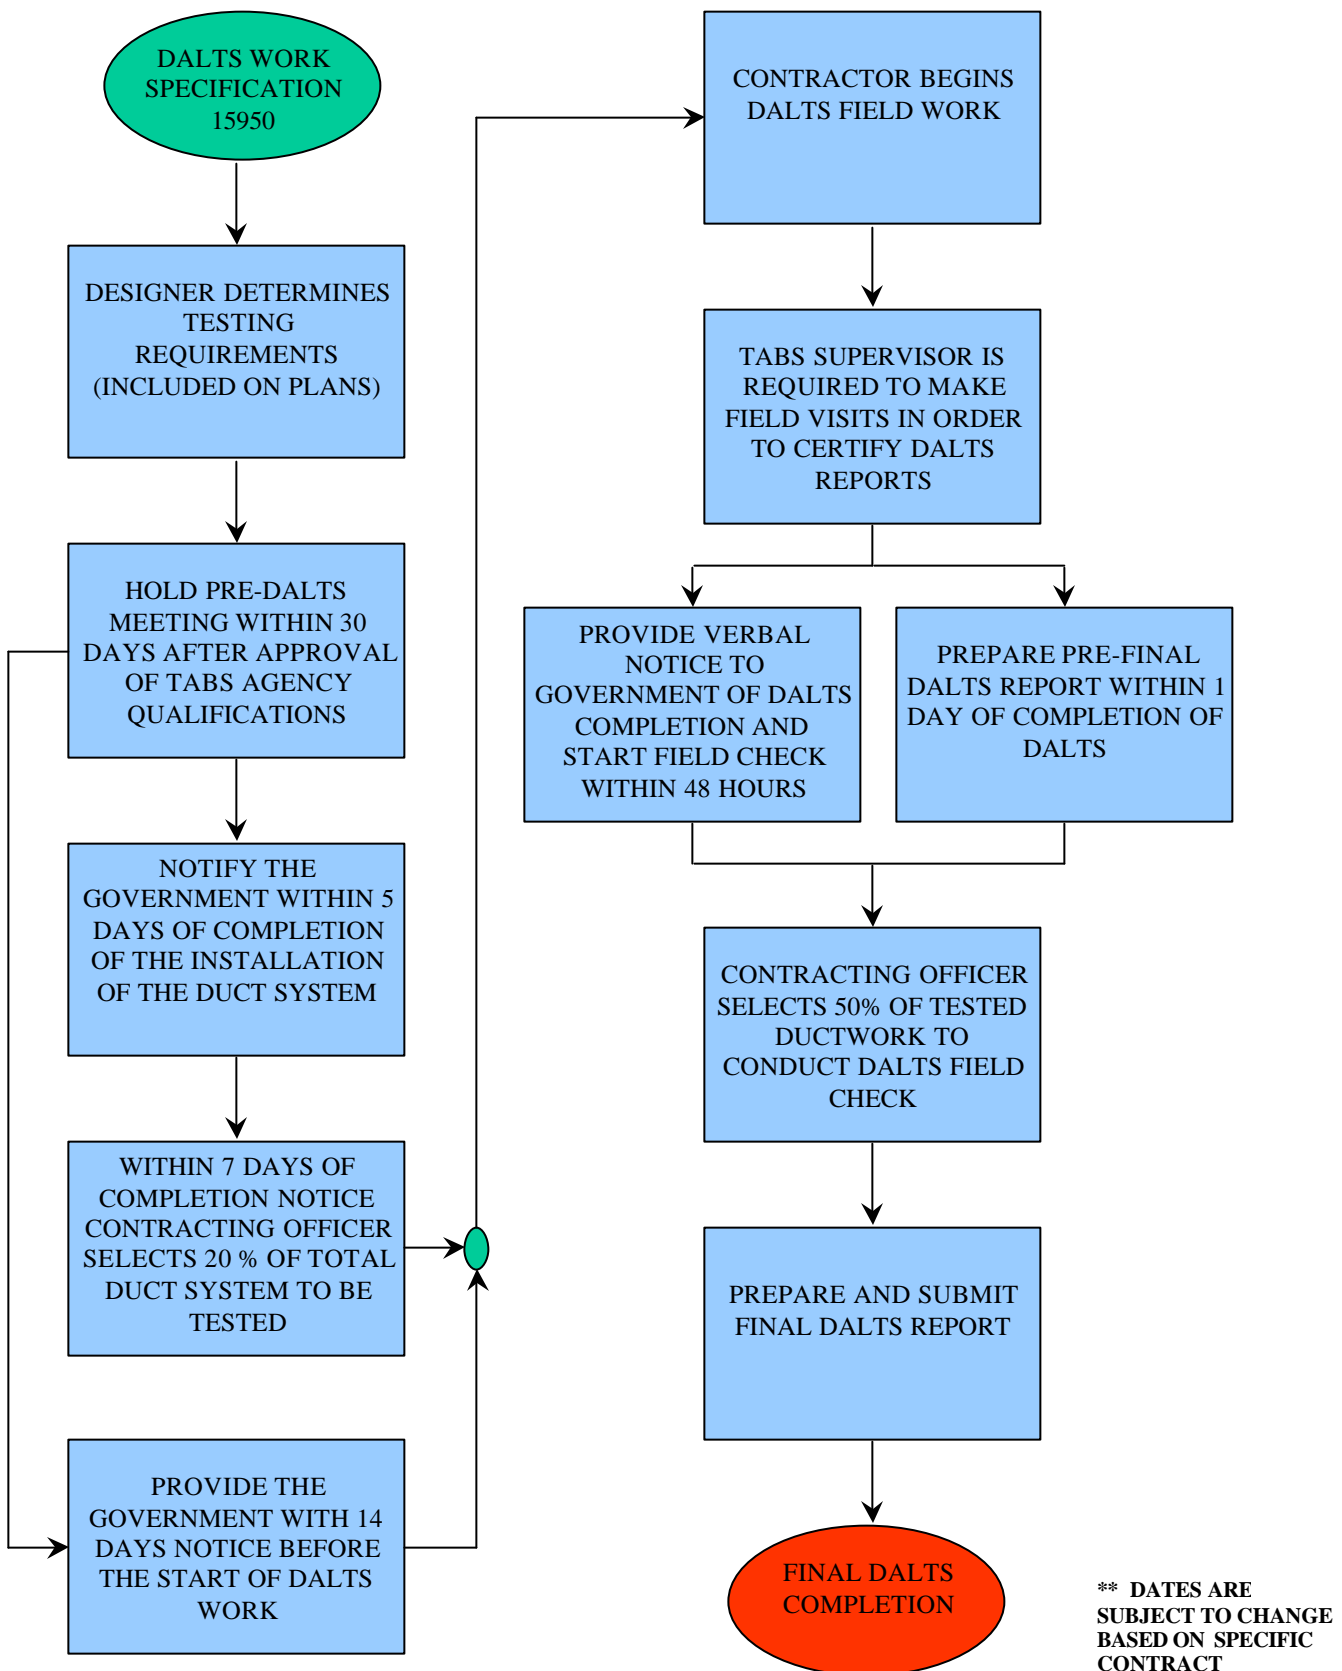 DALTS WORK
SPECIFICATION
15950
DESIGNER DETERMINES
TESTING
REQUIREMENTS
(INCLUDED ON PLANS)
HOLD PRE-DALTS
MEETING WITHIN 30
DAYS AFTER APPROVAL
OF TABS AGENCY
QUALIFICATIONS
NOTIFY THE
GOVERNMENT WITHIN 5
DAYS OF COMPLETION
OF THE INSTALLATION
OF THE DUCT SYSTEM
WITHIN 7 DAYS OF
COMPLETION NOTICE
CONTRACTING OFFICER
SELECTS 20 % OF TOTAL
DUCT SYSTEM TO BE
TESTED
PROVIDE THE
GOVERNMENT WITH 14
DAYS NOTICE BEFORE
THE START OF DALTS
WORK
CONTRACTOR BEGINS
DALTS FIELD WORK
TABS SUPERVISOR IS
REQUIRED TO MAKE
FIELD VISITS IN ORDER
TO CERTIFY DALTS
REPORTS
PROVIDE VERBAL
NOTICE TO
GOVERNMENT OF DALTS
COMPLETION AND
START FIELD CHECK
WITHIN 48 HOURS
PREPARE PRE-FINAL
DALTS REPORT WITHIN 1
DAY OF COMPLETION OF
DALTS
CONTRACTING OFFICER
SELECTS 50% OF TESTED
DUCTWORK TO
CONDUCT DALTS FIELD
CHECK
PREPARE AND SUBMIT
FINAL DALTS REPORT
FINAL DALTS
COMPLETION
** DATES ARE
SUBJECT TO CHANGE
BASED ON SPECIFIC
CONTRACT